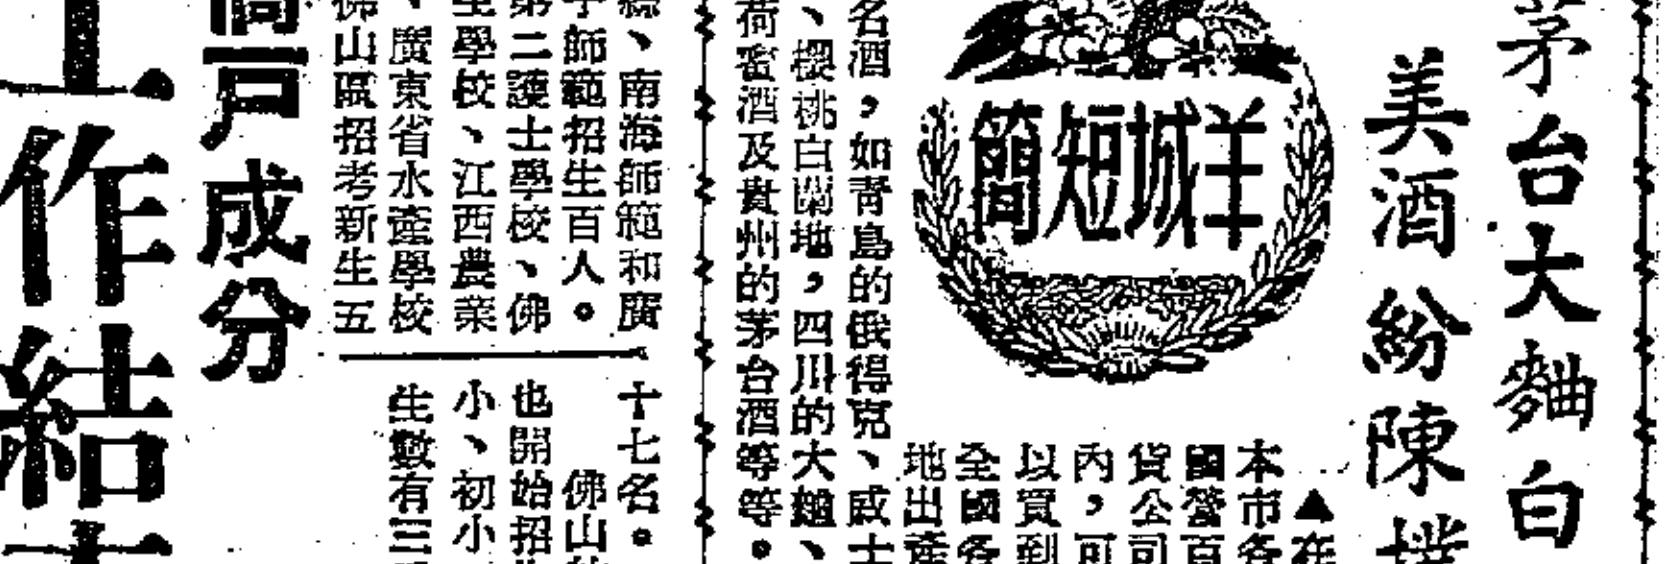 茅台大麯白
美酒紛陳撲
羊城短簡
▲在
本市各
國營百
貨公司
內，可
以買到
全國各
地出產
名酒，如青島的俄得克、威士
、櫻桃白蘭地，四川的大麯、
荷蜜酒及貴州的茅台酒等等。
、南海師範和廣
師範招生百人。
第二護士學校、佛
學校、江西農業
、廣東省水產學校
佛山區招考新生五
十七名。
佛山
也開始招
小、初小
生數有三
戶成分
工作結